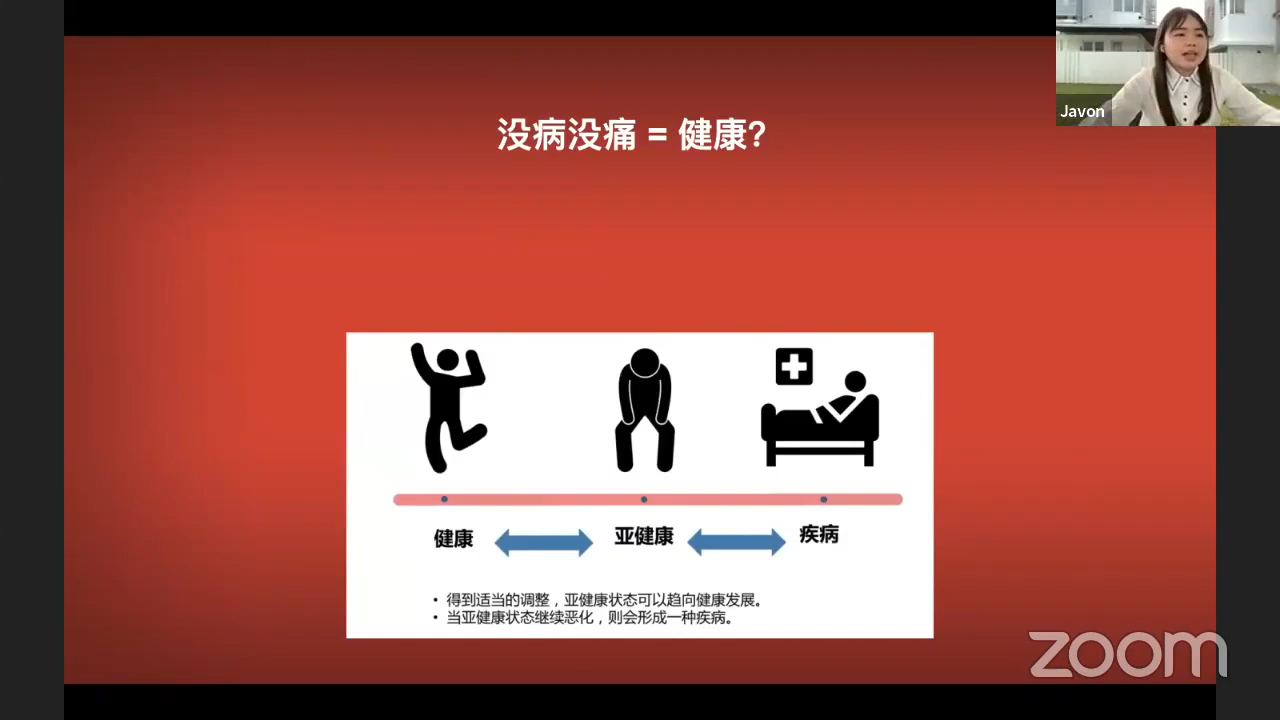 Javon
没病没痛 = 健康?
健康
亚健康
疾病
• 得到适当的调整，亚健康状态可以趋向健康发展。
• 当亚健康状态继续恶化，则会形成一种疾病。
zoom